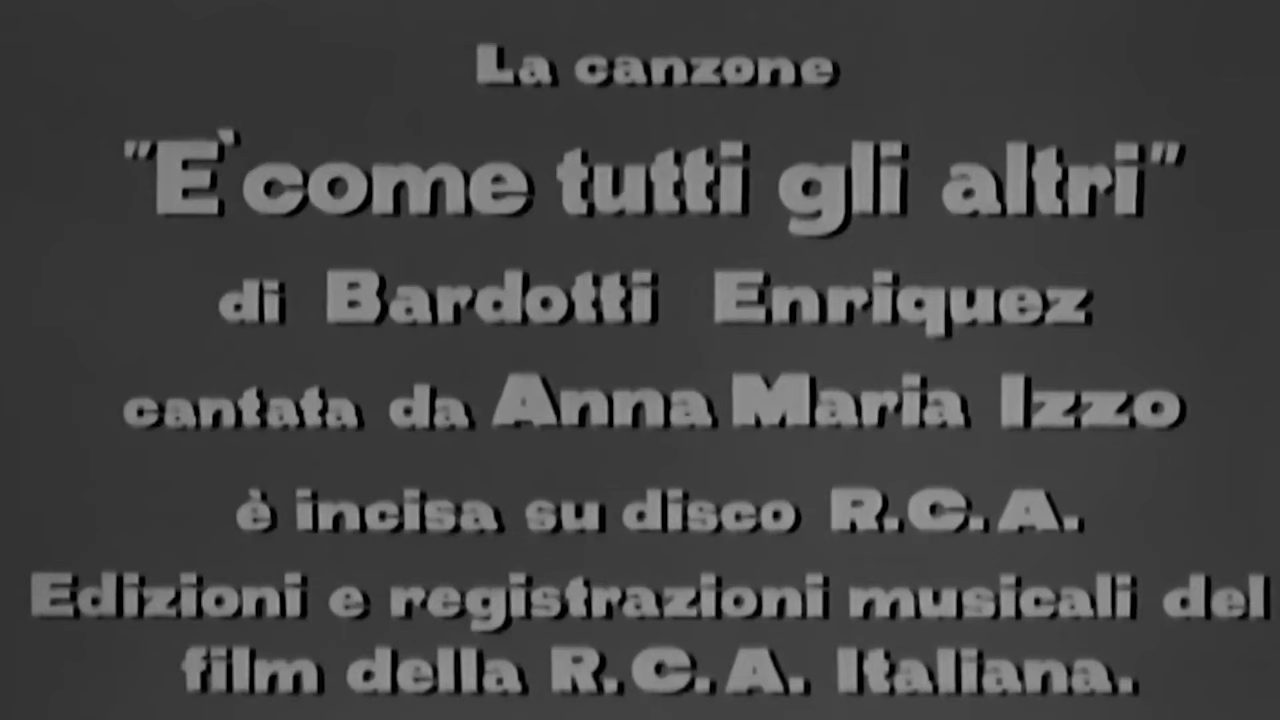 La canzone
"E' come tutti gli altri"
di Bardotti Enriquez
cantata da Anna Maria Izzo
è incisa su disco R.C.A.
Edizioni e registrazioni musicali del
film della R.C.A. Italiana.